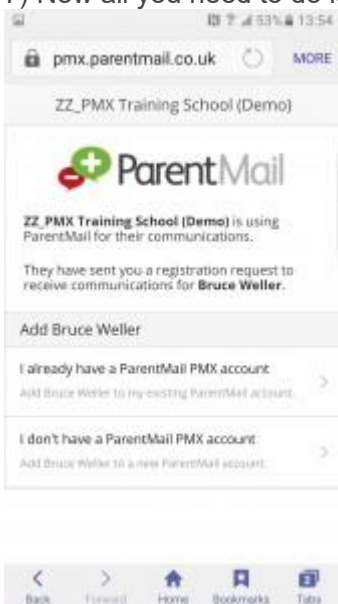 7) Now all you need to do i
53% 13:54
pmx.parentmail.co.uk MORE
ZZ_PMX Training School (Demo)
ParentMail
ZZ_PMX Training School (Demo) is using
ParentMail for their communications.
They have sent you a registration request to
receive communications for Bruce Weller.
Add Bruce Weller
I already have a ParentMail PMX account
Add Bruce Weller to my existing ParentMail account.
I don't have a ParentMail PMX account
Add Bruce Weller to a new ParentMail account.
Back Forward Home Bookmarks Tabs